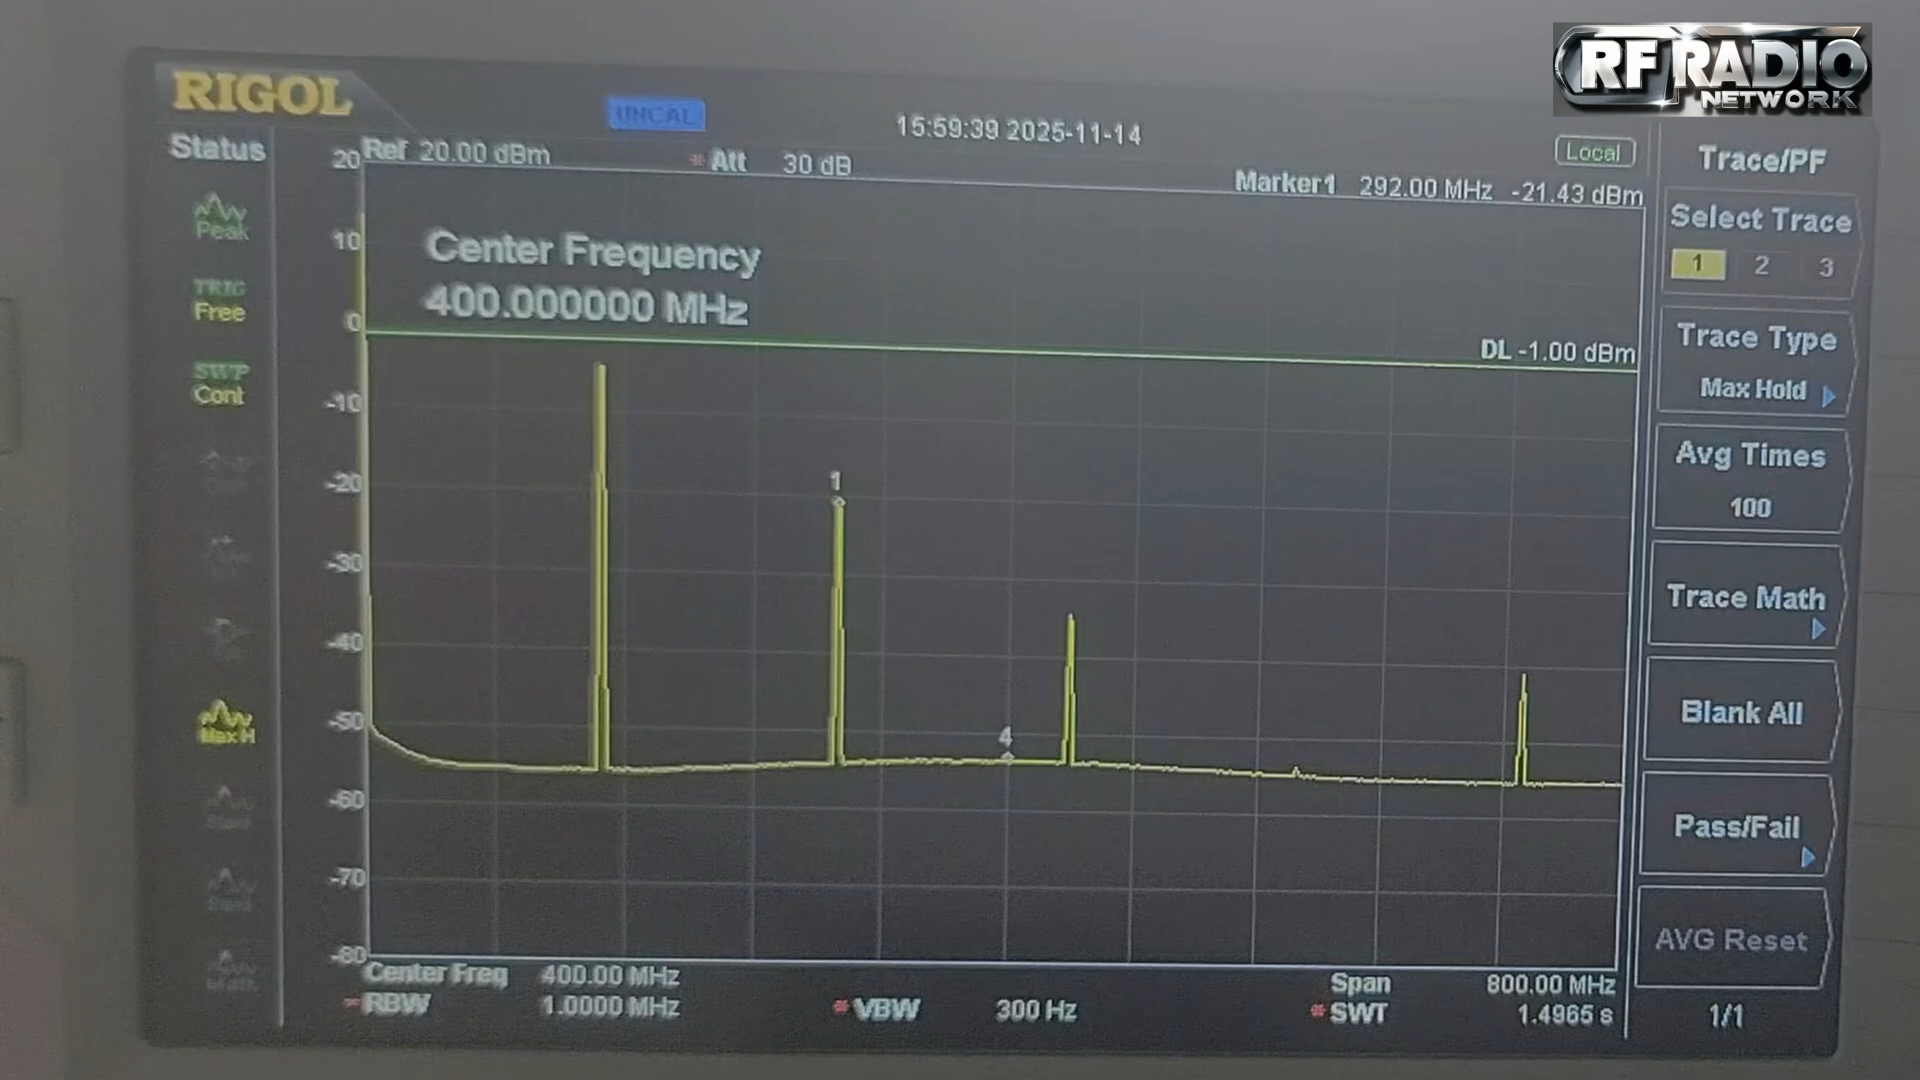 RF RADIO
NETWORK
RIGOL
UNCAL
15:59:39 2025-11-14
Local
Status
Ref 20.00 dBm
* Att 30 dB
Marker1 292.00 MHz -21.43 dBm
Trace/PF
Peak
TRIG
Free
SWP
Cont
Max H
20
10
0
-10
-20
-30
-40
-50
-60
-70
-80
Center Frequency
400.000000 MHz
DL -1.00 dBm
1
4
Center Freq 400.00 MHz
Span 800.00 MHz
RBW 1.0000 MHz
* VBW 300 Hz
* SWT 1.4965 s
Select Trace
1 2 3
Trace Type
Max Hold
Avg Times
100
Trace Math
Blank All
Pass/Fail
AVG Reset
1/1